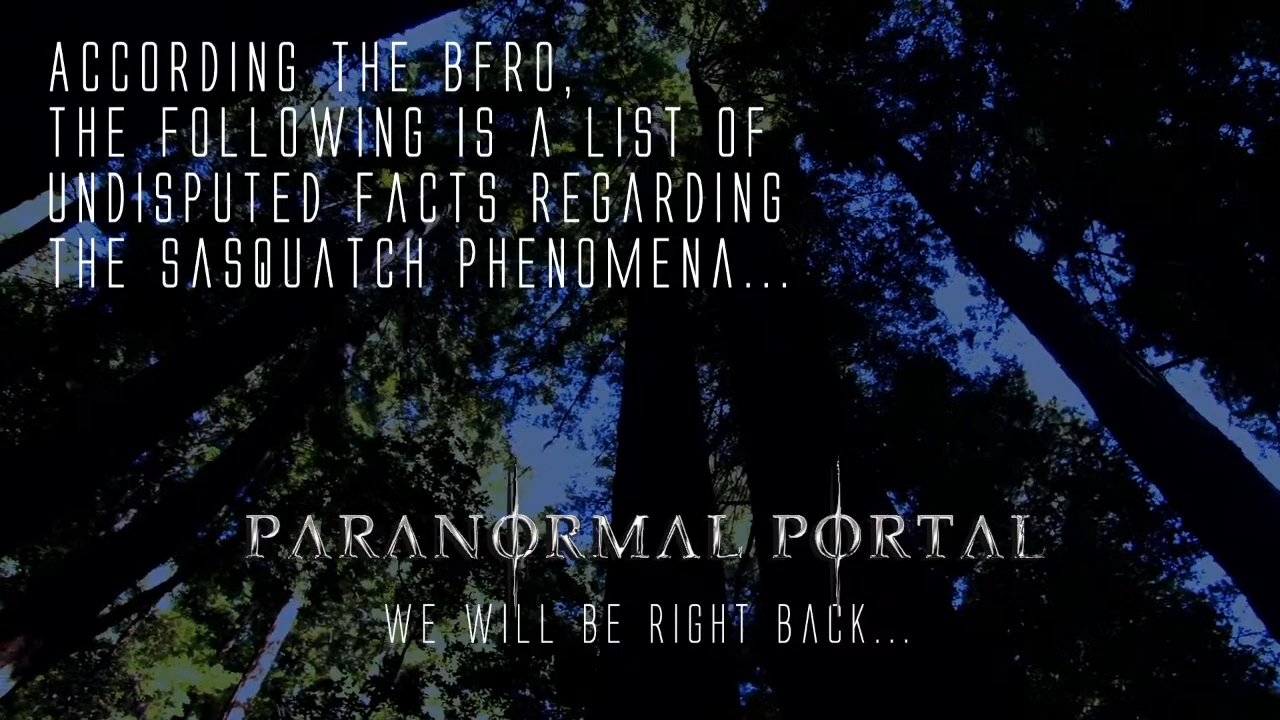 ACCORDING THE BFRO,
THE FOLLOWING IS A LIST OF
UNDISPUTED FACTS REGARDING
THE SASQUATCH PHENOMENA...
PARANORMAL PORTAL
WE WILL BE RIGHT BACK...